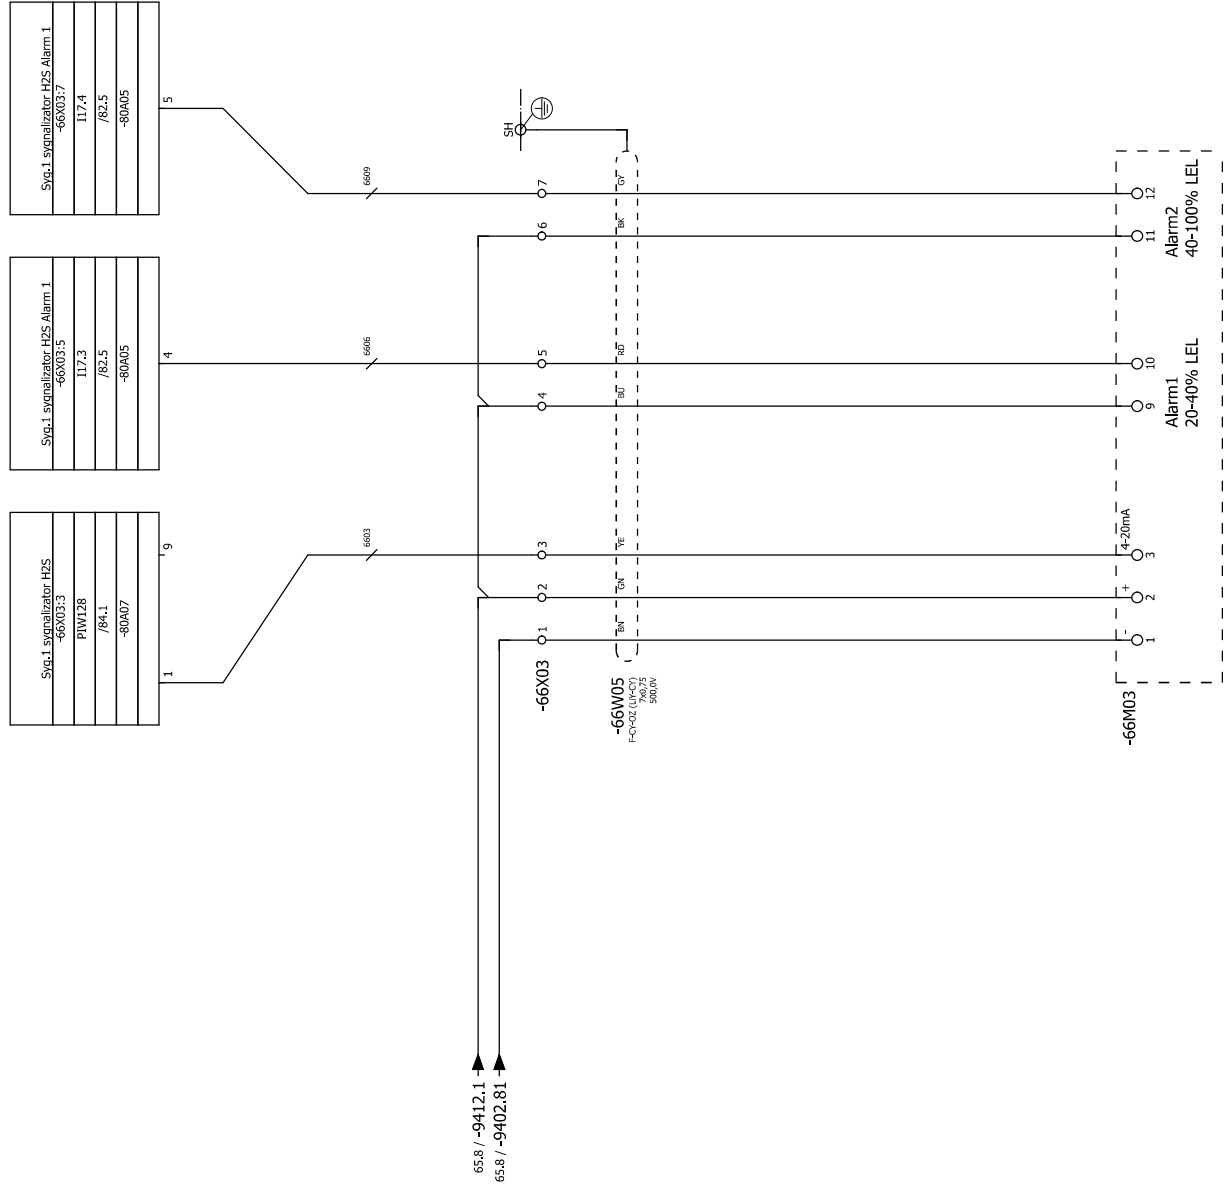 Syg.1 sygnalizator H2S
-66X03:3
PIW128
/84.1
-80A07
1
9
Syg.1 sygnalizator H2S Alarm 1
-66X03:5
I17.3
/82.5
-80A05
4
Syg.1 sygnalizator H2S Alarm 1
-66X03:7
I17.4
/82.5
-80A05
5
6603
6606
6609
SH
65.8 / -9412.1
65.8 / -9402.81
-66X03
1
2
3
4
5
6
7
-66W05
F-CY-OZ (LiY-CY)
7x0,75
500,0V
BN
GN
YE
BU
RD
BK
GY
-66M03
-
+
4-20mA
1
2
3
9
10
11
12
Alarm1
20-40% LEL
Alarm2
40-100% LEL